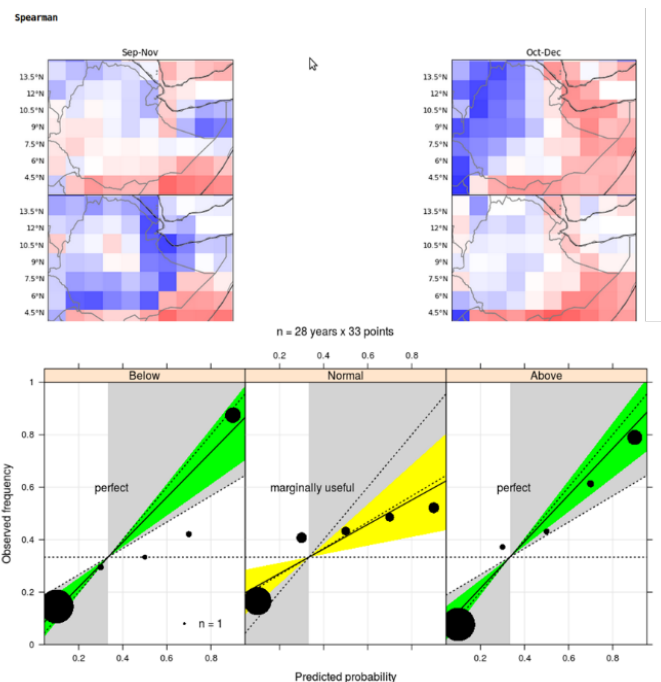 Spearman
Sep-Nov
Oct-Dec
13.5°N
12°N
10.5°N
9°N
7.5°N
6°N
4.5°N
13.5°N
12°N
10.5°N
9°N
7.5°N
6°N
4.5°N
13.5°N
12°N
10.5°N
9°N
7.5°N
6°N
4.5°N
13.5°N
12°N
10.5°N
9°N
7.5°N
6°N
4.5°N
n = 28 years x 33 points
0.2 0.4 0.6 0.8
Below Normal Above
1
0.8
0.6
0.4
0.2
0
Observed frequency
perfect
marginally useful
perfect
n = 1
0.2 0.4 0.6 0.8
0.2 0.4 0.6 0.8
Predicted probability